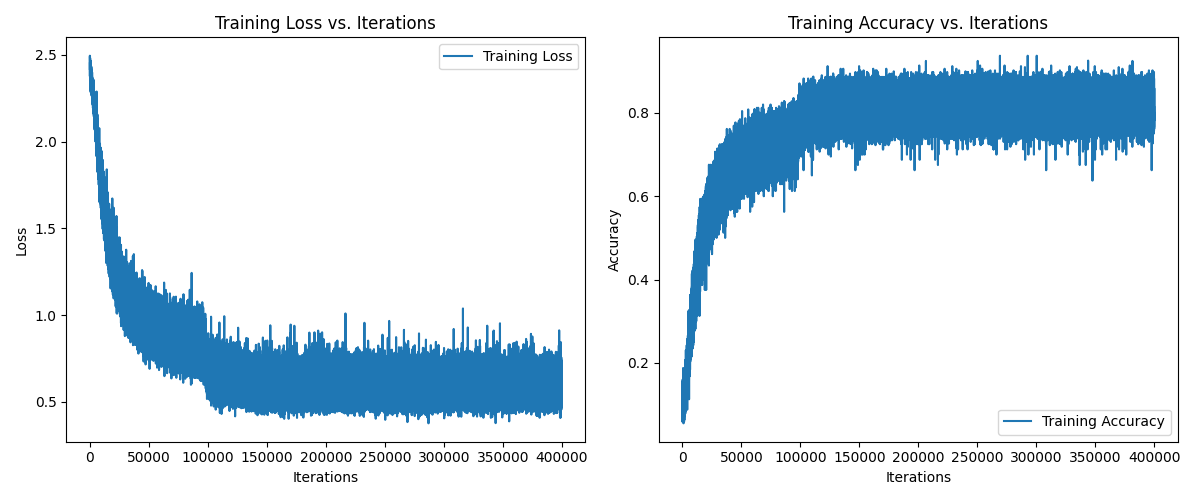 Training Loss vs. Iterations
Training Loss
2.5
2.0
1.5
1.0
0.5
Loss
0 50000 100000 150000 200000 250000 300000 350000 400000
Iterations
Training Accuracy vs. Iterations
0.8
0.6
0.4
0.2
Accuracy
Training Accuracy
0 50000 100000 150000 200000 250000 300000 350000 400000
Iterations